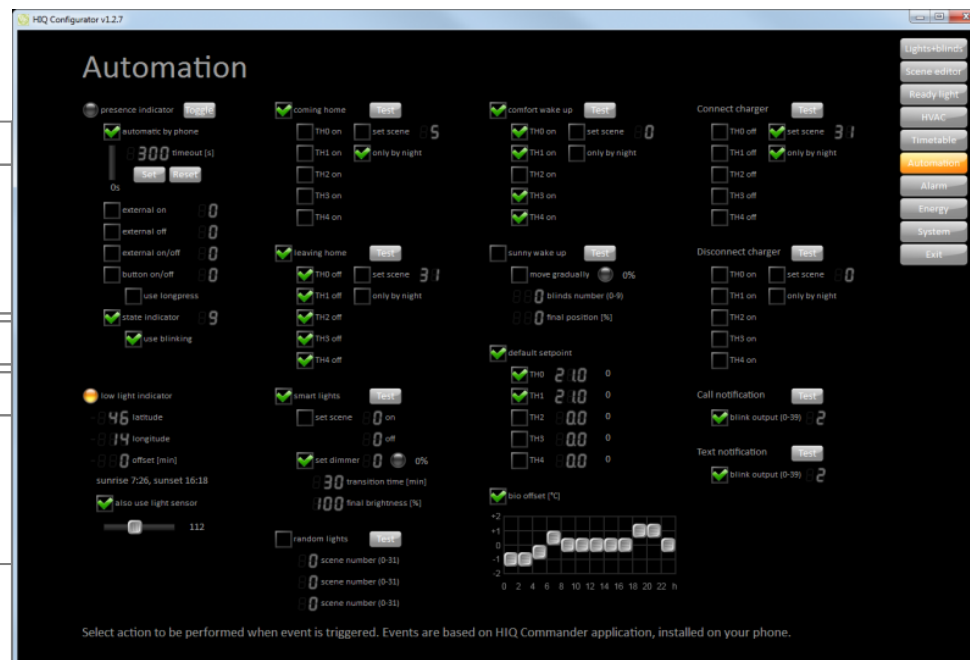 HIQ Configurator v1.2.7
Automation
presence indicator Toggle
automatic by phone
300 timeout [s]
Set Reset
0s
external on 0
external off 0
external on/off 0
button on/off 0
use longpress
state indicator 9
use blinking
low light indicator
46 latitude
14 longitude
0 offset [min]
sunrise 7:26, sunset 16:18
also use light sensor
112
coming home Test
TH0 on set scene 5
TH1 on only by night
TH2 on
TH3 on
TH4 on
leaving home Test
TH0 off set scene 31
TH1 off only by night
TH2 off
TH3 off
TH4 off
smart lights Test
set scene 0 on
0 off
set dimmer 0 0%
30 transition time [min]
100 final brightness [%]
random lights Test
0 scene number (0-31)
0 scene number (0-31)
0 scene number (0-31)
comfort wake up Test
TH0 on set scene 0
TH1 on only by night
TH2 on
TH3 on
TH4 on
sunny wake up Test
move gradually 0%
0 blinds number (0-9)
0 final position [%]
default setpoint
TH0 21.0 0
TH1 21.0 0
TH2 0.0 0
TH3 0.0 0
TH4 0.0 0
bio offset [°C]
+2
+1
0
-1
-2
0 2 4 6 8 10 12 14 16 18 20 22 h
Connect charger Test
TH0 off set scene 31
TH1 off only by night
TH2 off
TH3 off
TH4 off
Disconnect charger Test
TH0 on set scene 0
TH1 on only by night
TH2 on
TH3 on
TH4 on
Call notification Test
blink output (0-39) 2
Text notification Test
blink output (0-39) 2
Lights+blinds
Scene editor
Ready light
HVAC
Timetable
Automation
Alarm
Energy
System
Exit
Select action to be performed when event is triggered. Events are based on HIQ Commander application, installed on your phone.